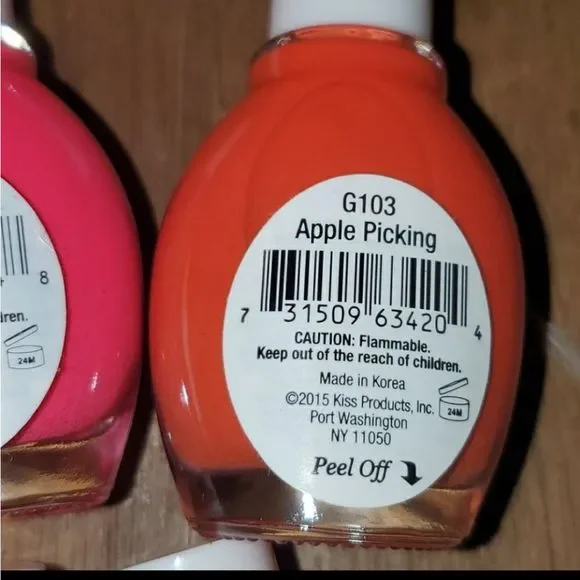 8
ren.
24M
G103
Apple Picking
7 31509 63420 4
CAUTION: Flammable.
Keep out of the reach of children.
Made in Korea
©2015 Kiss Products, Inc.
Port Washington
NY 11050
24M
Peel Off